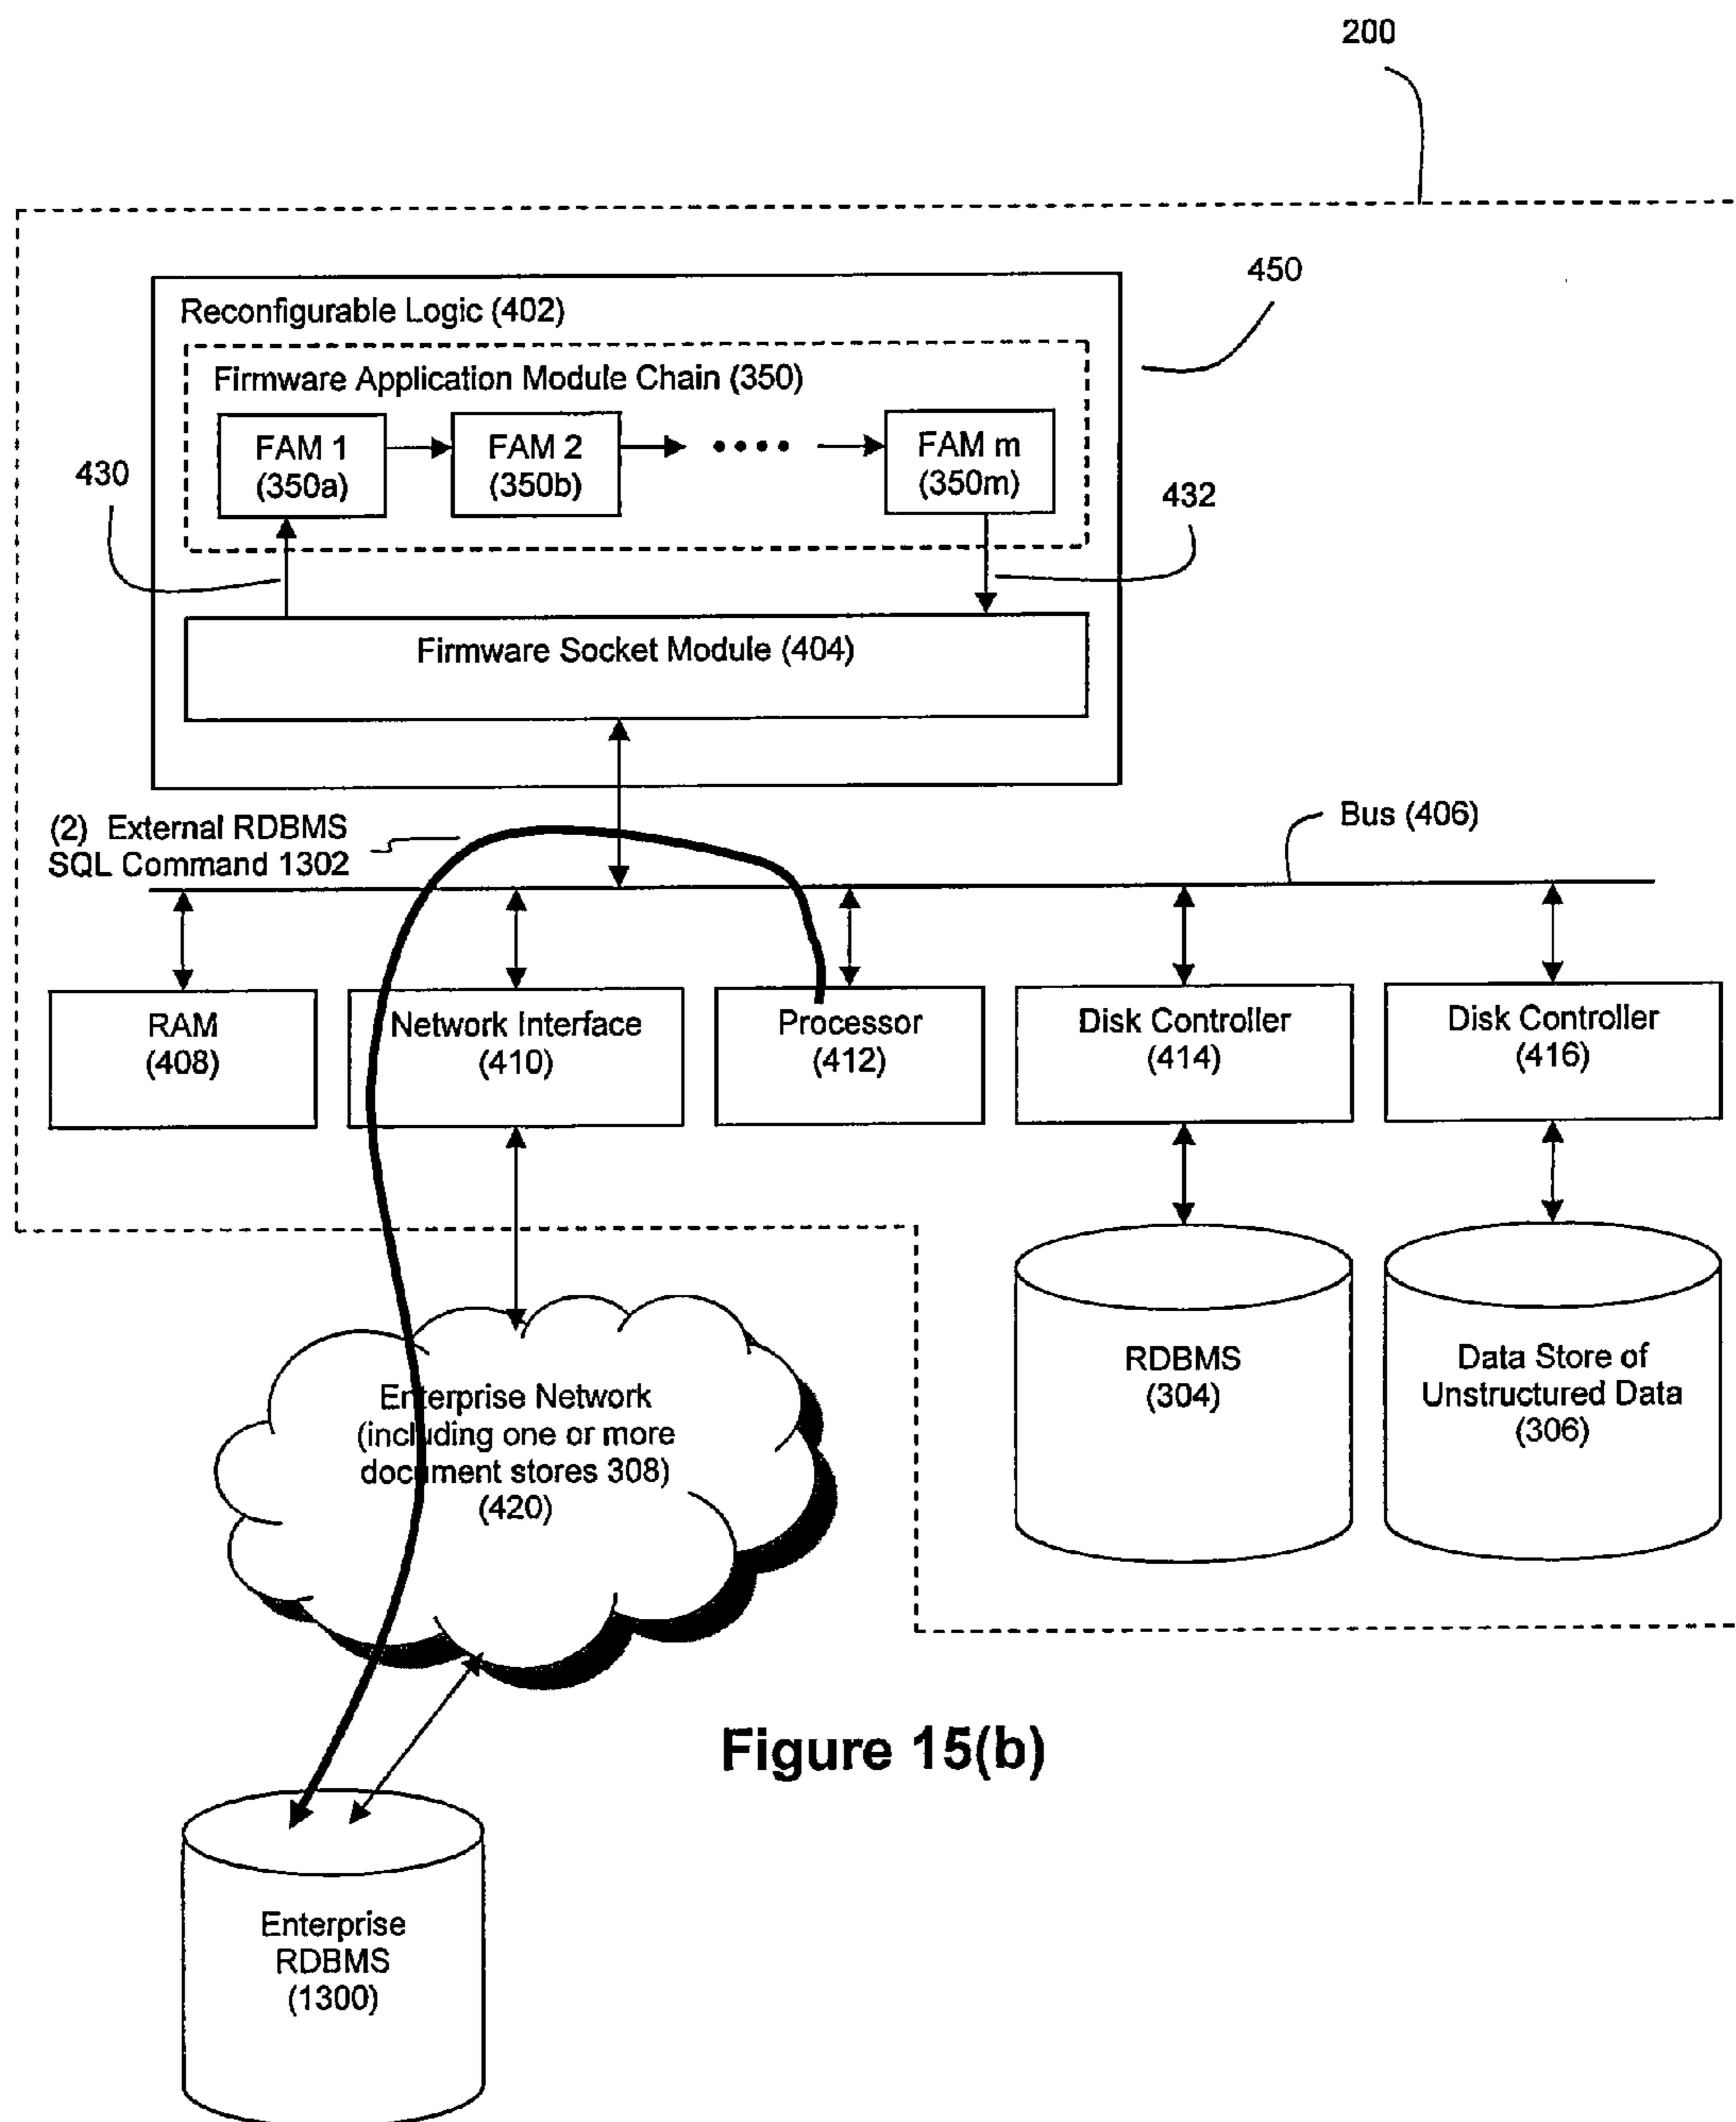 200
450
Reconfigurable Logic (402)
Firmware Application Module Chain (350)
FAM 1
(350a)
FAM 2
(350b)
••••
FAM m
(350m)
430
432
Firmware Socket Module (404)
(2) External RDBMS
SQL Command 1302
Bus (406)
RAM
(408)
Network Interface
(410)
Processor
(412)
Disk Controller
(414)
Disk Controller
(416)
Enterprise Network
(including one or more
document stores 308)
(420)
RDBMS
(304)
Data Store of
Unstructured Data
(306)
Figure 15(b)
Enterprise
RDBMS
(1300)